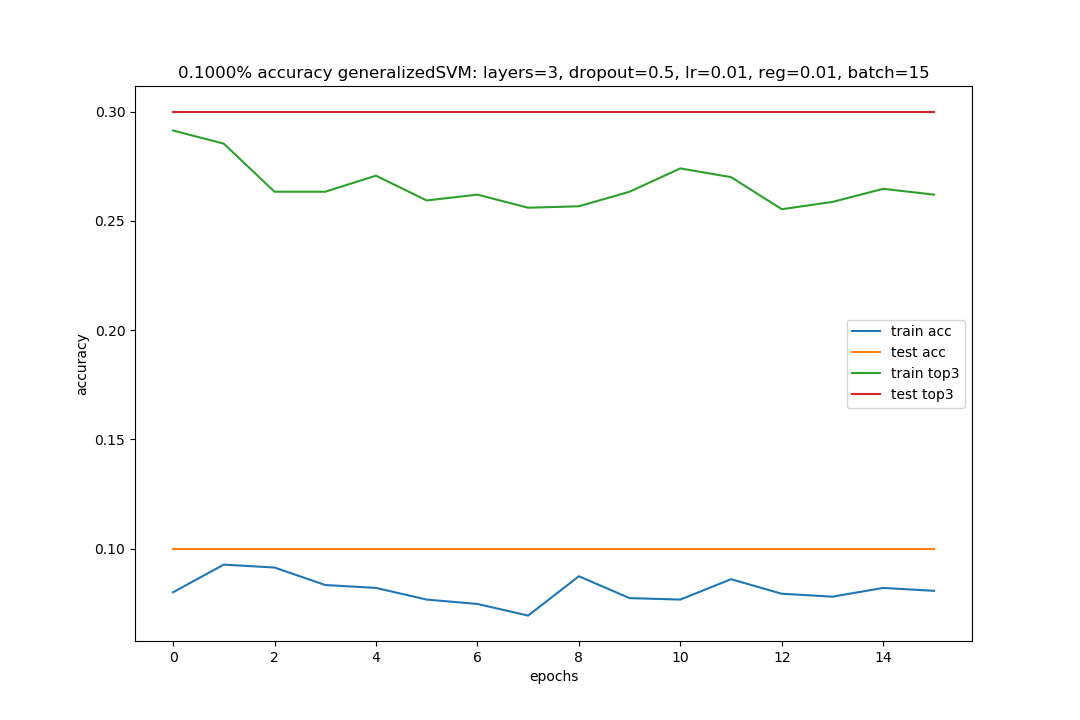 0.1000% accuracy generalizedSVM: layers=3, dropout=0.5, lr=0.01, reg=0.01, batch=15
0.30
0.25
0.20
0.15
0.10
accuracy
train acc
test acc
train top3
test top3
0 2 4 6 8 10 12 14
epochs